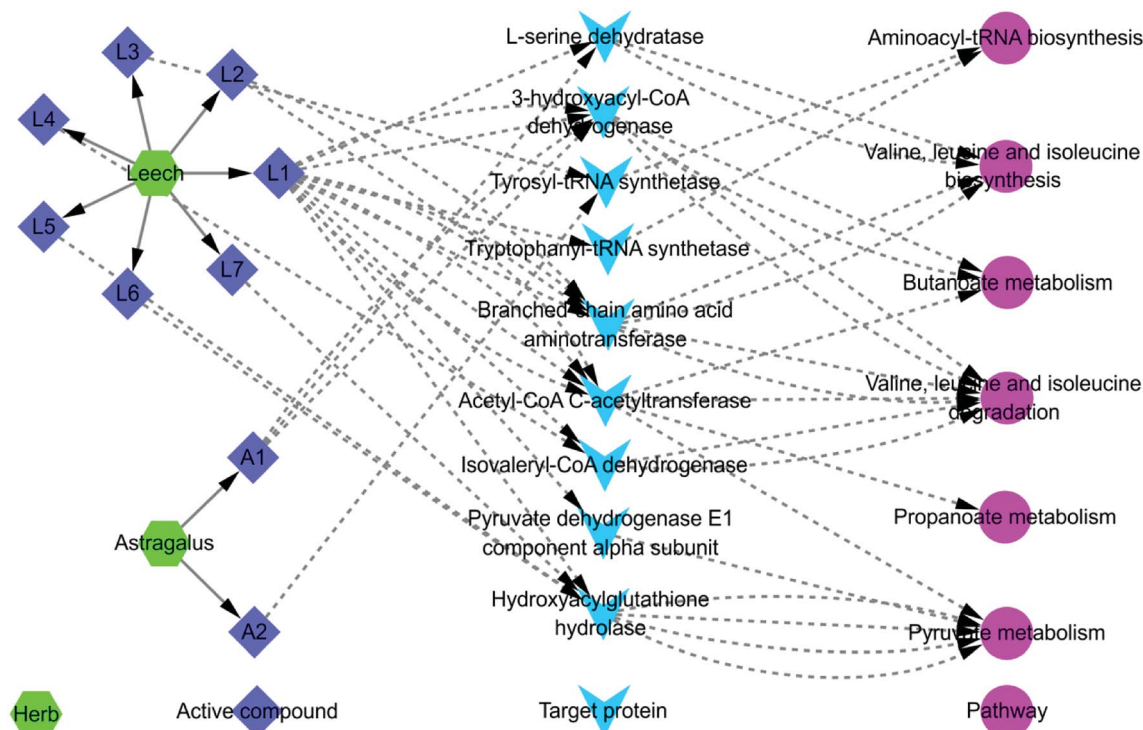 L3
L2
L4
Leech
L1
L5
L7
L6
A1
Astragalus
A2
L-serine dehydratase
3-hydroxyacyl-CoA
dehydrogenase
Tyrosyl-tRNA synthetase
Tryptophanyl-tRNA synthetase
Branched-chain amino acid
aminotransferase
Acetyl-CoA C-acetyltransferase
Isovaleryl-CoA dehydrogenase
Pyruvate dehydrogenase E1
component alpha subunit
Hydroxyacylglutathione
hydrolase
Aminoacyl-tRNA biosynthesis
Valine, leucine and isoleucine
biosynthesis
Butanoate metabolism
Valine, leucine and isoleucine
degradation
Propanoate metabolism
Pyruvate metabolism
Herb
Active compound
Target protein
Pathway